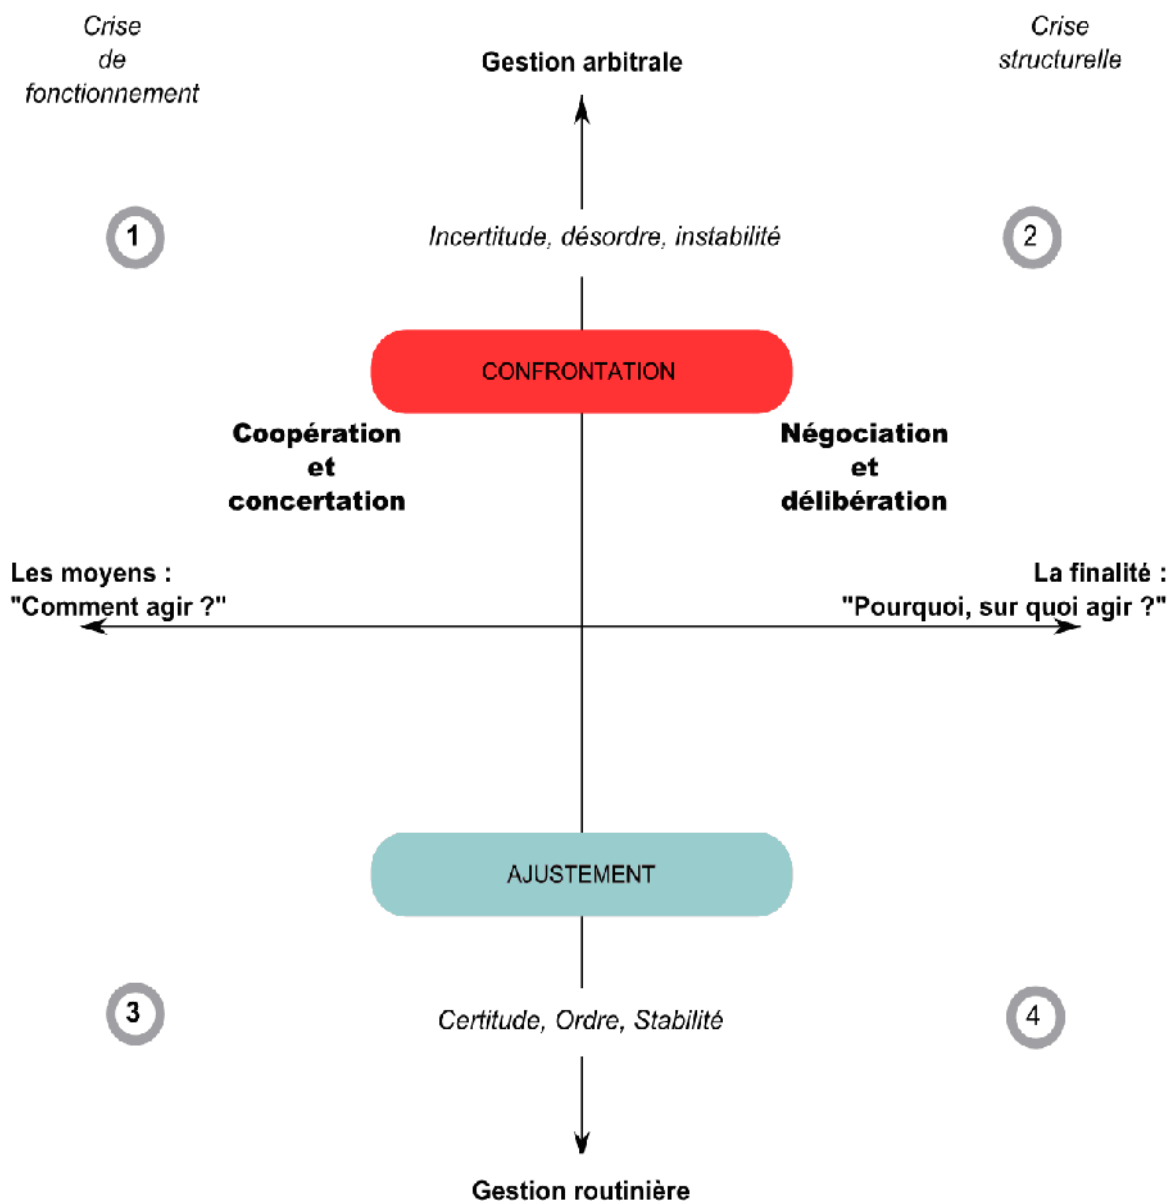 Crise
de
fonctionnement
Gestion arbitrale
Crise
structurelle
1
Incertitude, désordre, instabilité
2
CONFRONTATION
Coopération
et
concertation
Négociation
et
délibération
Les moyens :
"Comment agir ?"
La finalité :
"Pourquoi, sur quoi agir ?"
AJUSTEMENT
3
Certitude, Ordre, Stabilité
4
Gestion routinière